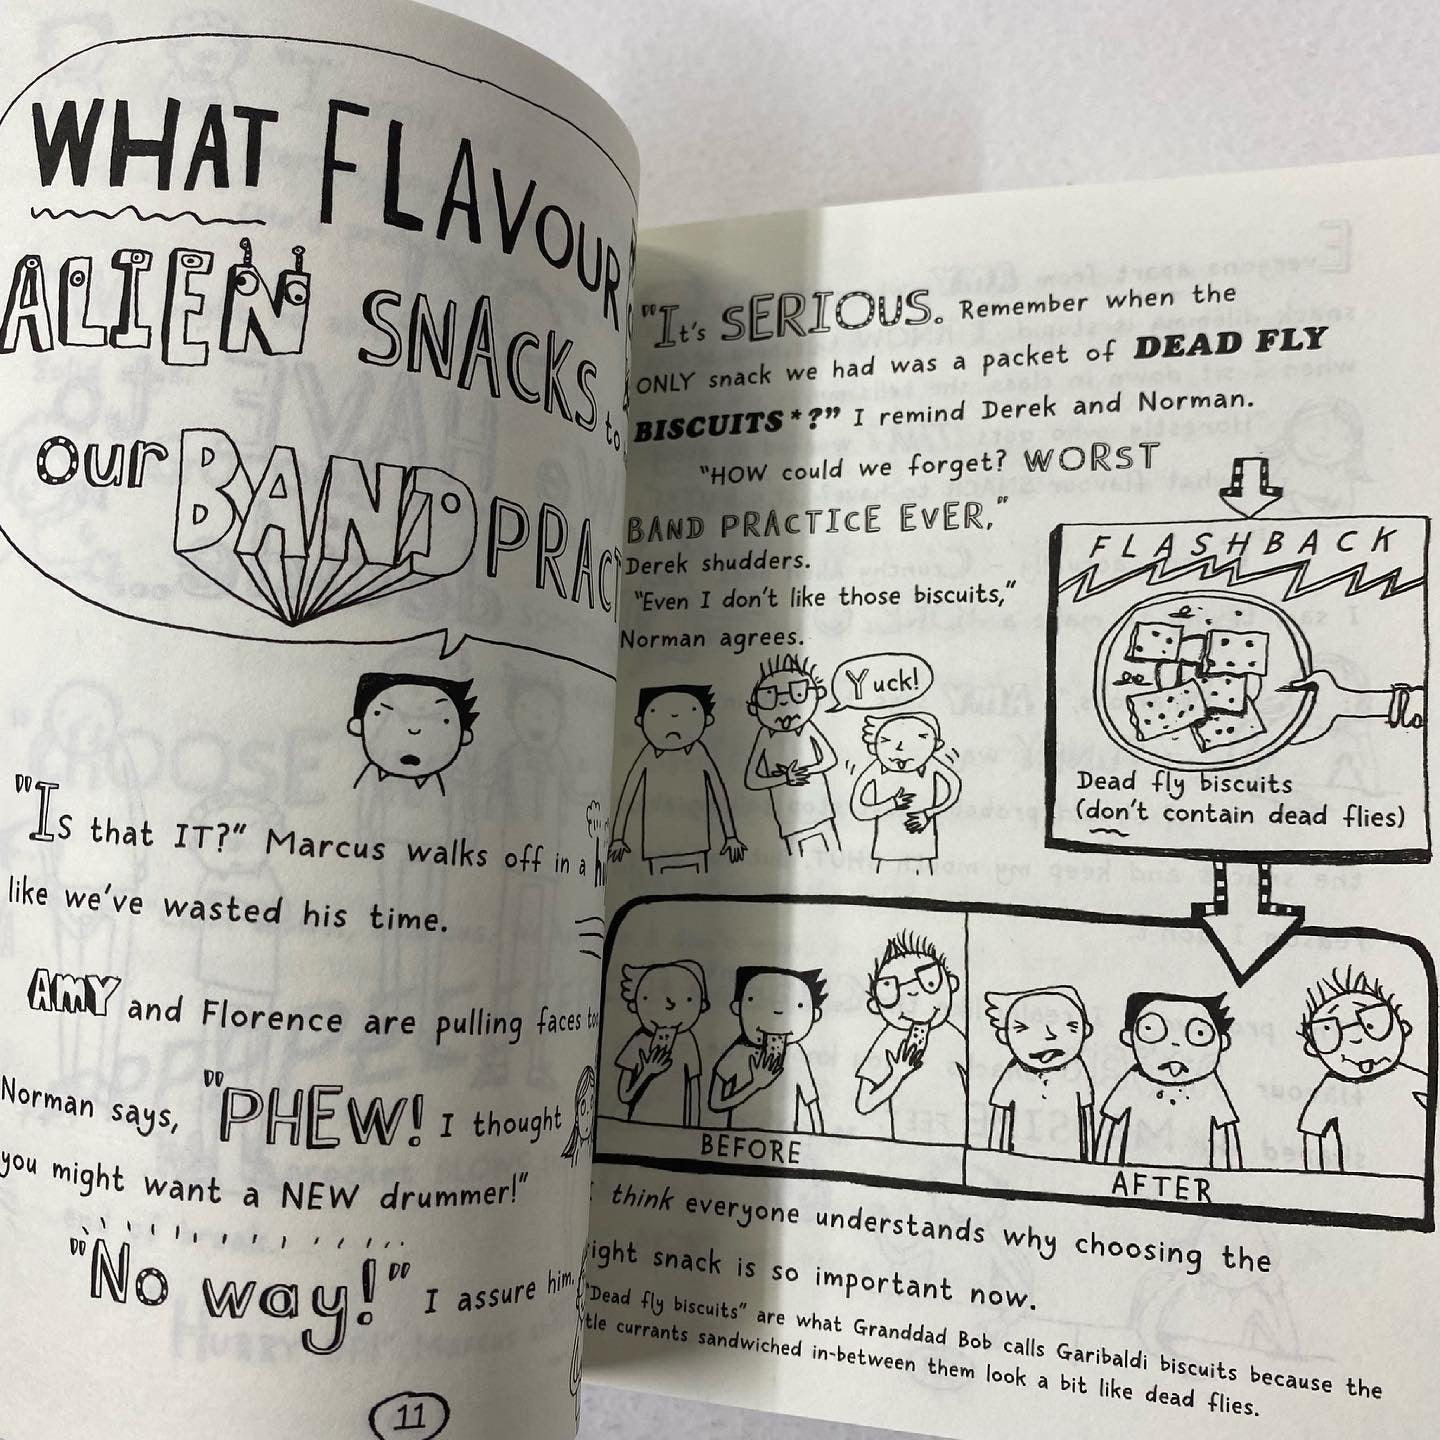 WHAT FLAVOUR
ALIEN SNACKS to
our BAND PRACT
"Is that IT?" Marcus walks off in a h
like we've wasted his time.
AMY and Florence are pulling faces too
Norman says, "PHEW! I thought
you might want a NEW drummer!"
"No way!" I assure him.
11
"It's SERIOUS. Remember when the
ONLY snack we had was a packet of DEAD FLY
BISCUITS*?" I remind Derek and Norman.
"HOW could we forget? WORST
BAND PRACTICE EVER,"
Derek shudders.
"Even I don't like those biscuits,"
Norman agrees.
Yuck!
FLASHBACK
Dead fly biscuits
(don't contain dead flies)
BEFORE
AFTER
I think everyone understands why choosing the
ight snack is so important now.
"Dead fly biscuits" are what Granddad Bob calls Garibaldi biscuits because the
tle currants sandwiched in-between them look a bit like dead flies.